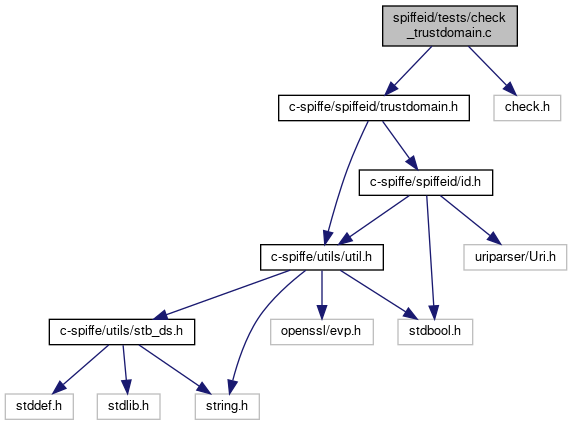 spiffeid/tests/check
_trustdomain.c
c-spiffe/spiffeid/trustdomain.h
check.h
c-spiffe/spiffeid/id.h
c-spiffe/utils/util.h
uriparser/Uri.h
c-spiffe/utils/stb_ds.h
openssl/evp.h
stdbool.h
stddef.h
stdlib.h
string.h